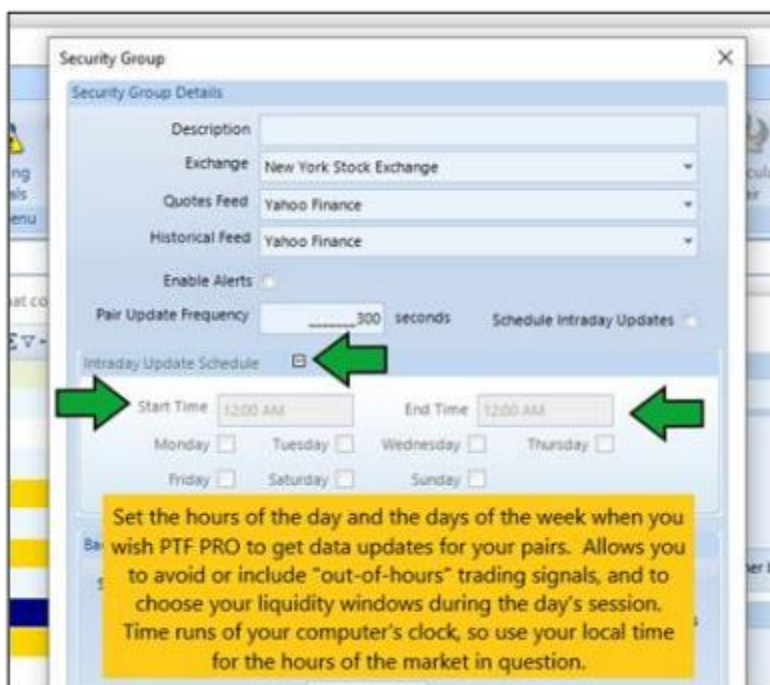 Security Group
Security Group Details
Description
Exchange New York Stock Exchange
Quotes Feed Yahoo Finance
Historical Feed Yahoo Finance
Enable Alerts
Pair Update Frequency ______300 seconds Schedule Intraday Updates
Intraday Update Schedule
Start Time 12:00 AM End Time 12:00 AM
Monday Tuesday Wednesday Thursday
Friday Saturday Sunday
Set the hours of the day and the days of the week when you
wish PTF PRO to get data updates for your pairs. Allows you
to avoid or include "out-of-hours" trading signals, and to
choose your liquidity windows during the day's session.
Time runs of your computer's clock, so use your local time
for the hours of the market in question.